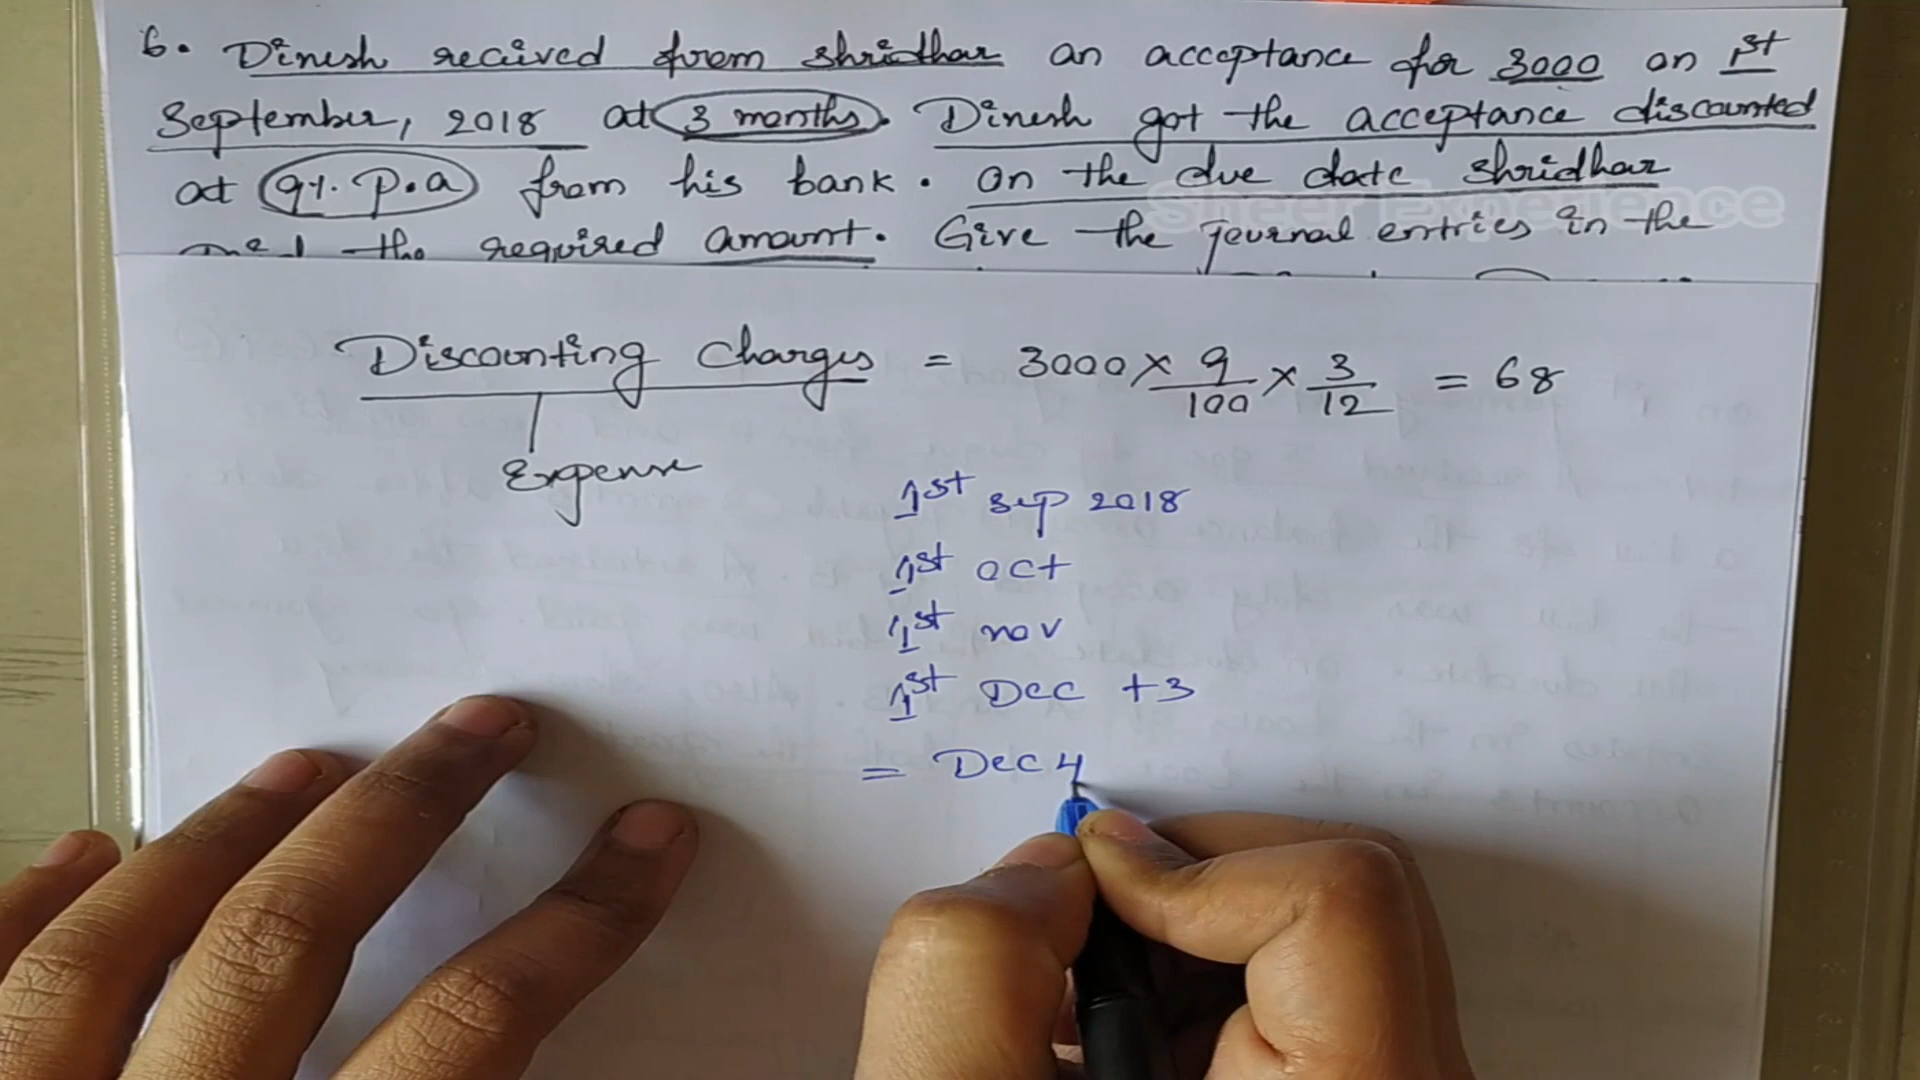 6. Dinesh recived from shridhar an acceptance for 3000 on 1st
September, 2018 at 3 months. Dinesh got the acceptance discounted
at 9%. p.a from his bank. on the due date shridhar
the required amount. Give the journal entries in the
Sheer Experience
Discounting Charges = 3000 × 9/100 × 3/12 = 68
Expense
1st sep 2018
1st oct
1st nov
1st Dec +3
= Dec 4